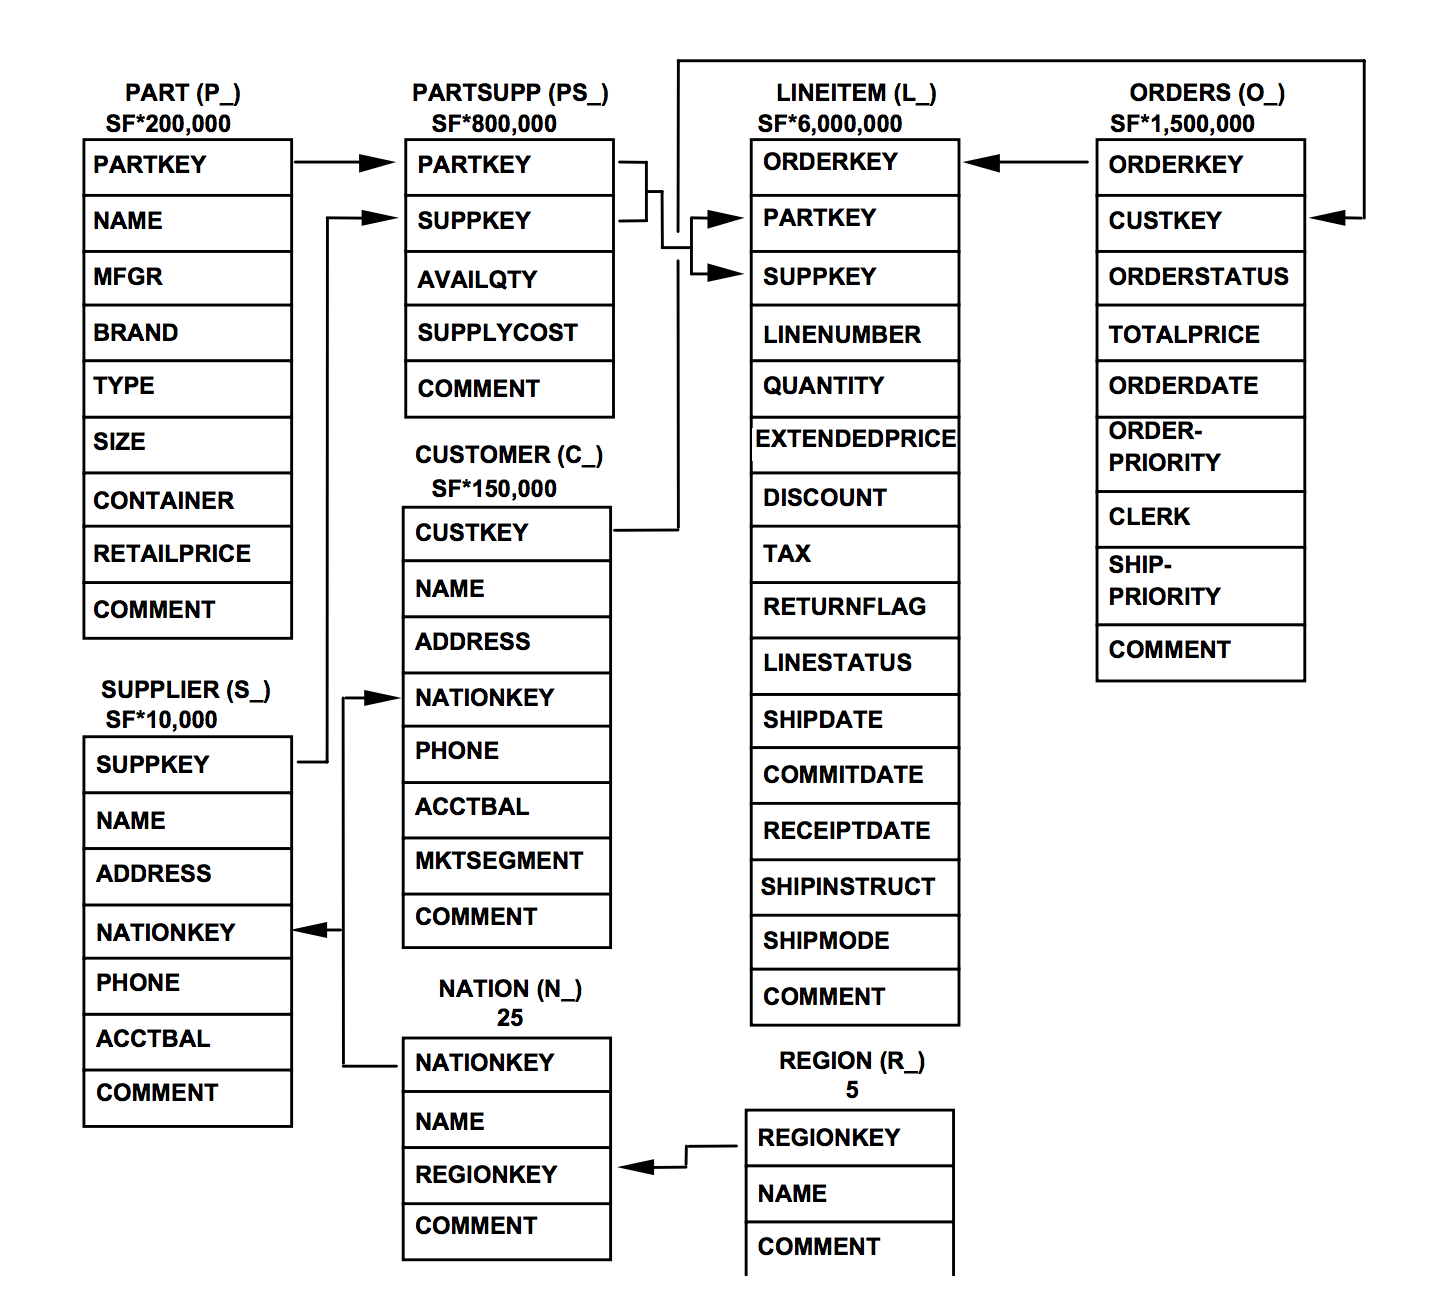 PART (P_)
SF*200,000
PARTKEY
NAME
MFGR
BRAND
TYPE
SIZE
CONTAINER
RETAILPRICE
COMMENT
SUPPLIER (S_)
SF*10,000
SUPPKEY
NAME
ADDRESS
NATIONKEY
PHONE
ACCTBAL
COMMENT
PARTSUPP (PS_)
SF*800,000
PARTKEY
SUPPKEY
AVAILQTY
SUPPLYCOST
COMMENT
CUSTOMER (C_)
SF*150,000
CUSTKEY
NAME
ADDRESS
NATIONKEY
PHONE
ACCTBAL
MKTSEGMENT
COMMENT
NATION (N_)
25
NATIONKEY
NAME
REGIONKEY
COMMENT
LINEITEM (L_)
SF*6,000,000
ORDERKEY
PARTKEY
SUPPKEY
LINENUMBER
QUANTITY
EXTENDEDPRICE
DISCOUNT
TAX
RETURNFLAG
LINESTATUS
SHIPDATE
COMMITDATE
RECEIPTDATE
SHIPINSTRUCT
SHIPMODE
COMMENT
REGION (R_)
5
REGIONKEY
NAME
COMMENT
ORDERS (O_)
SF*1,500,000
ORDERKEY
CUSTKEY
ORDERSTATUS
TOTALPRICE
ORDERDATE
ORDER-
PRIORITY
CLERK
SHIP-
PRIORITY
COMMENT